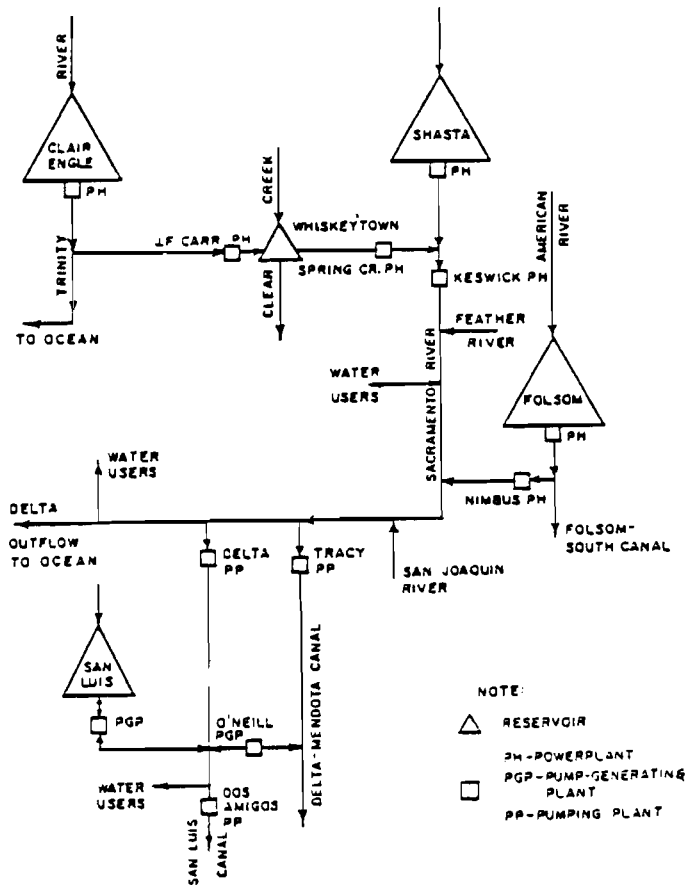 RIVER
CLAIR
ENGLE
PH
SHASTA
PH
CREEK
WHISKEYTOWN
J.F. CARR. PH
SPRING CR. PH
TRINITY
CLEAR
TO OCEAN
KESWICK PH
AMERICAN
RIVER
FEATHER
RIVER
SACRAMENTO RIVER
WATER
USERS
FOLSOM
PH
NIMBUS PH
FOLSOM-
SOUTH CANAL
WATER
USERS
DELTA
OUTFLOW
TO OCEAN
DELTA
PP
TRACY
PP
SAN JOAQUIN
RIVER
SAN
LUIS
PGP
O'NEILL
PGP
DELTA-MENDOTA CANAL
WATER
USERS
DOS
AMIGOS
PP
SAN LUIS
CANAL
NOTE:
RESERVOIR
PH-POWERPLANT
PGP-PUMP-GENERATING
PLANT
PP-PUMPING PLANT